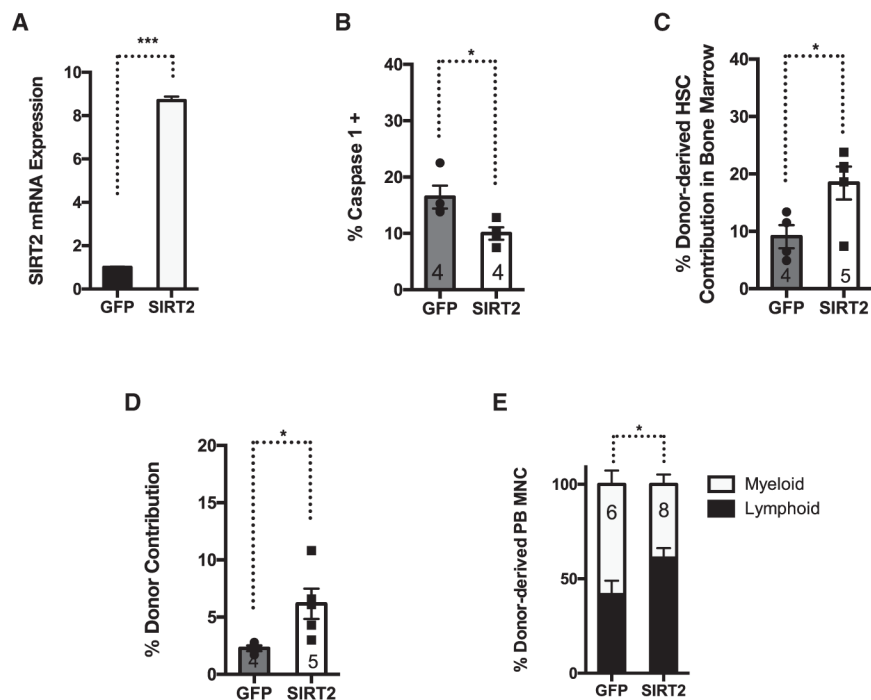 A
SIRT2 mRNA Expression
***
10
8
6
4
2
0
GFP SIRT2
B
% Caspase 1 +
*
40
30
20
10
0
4 4
GFP SIRT2
C
% Donor-derived HSC
Contribution in Bone Marrow
*
40
30
20
10
0
4 5
GFP SIRT2
D
% Donor Contribution
*
20
15
10
5
0
4 5
GFP SIRT2
E
% Donor-derived PB MNC
*
100
50
0
6 8
GFP SIRT2
Myeloid
Lymphoid